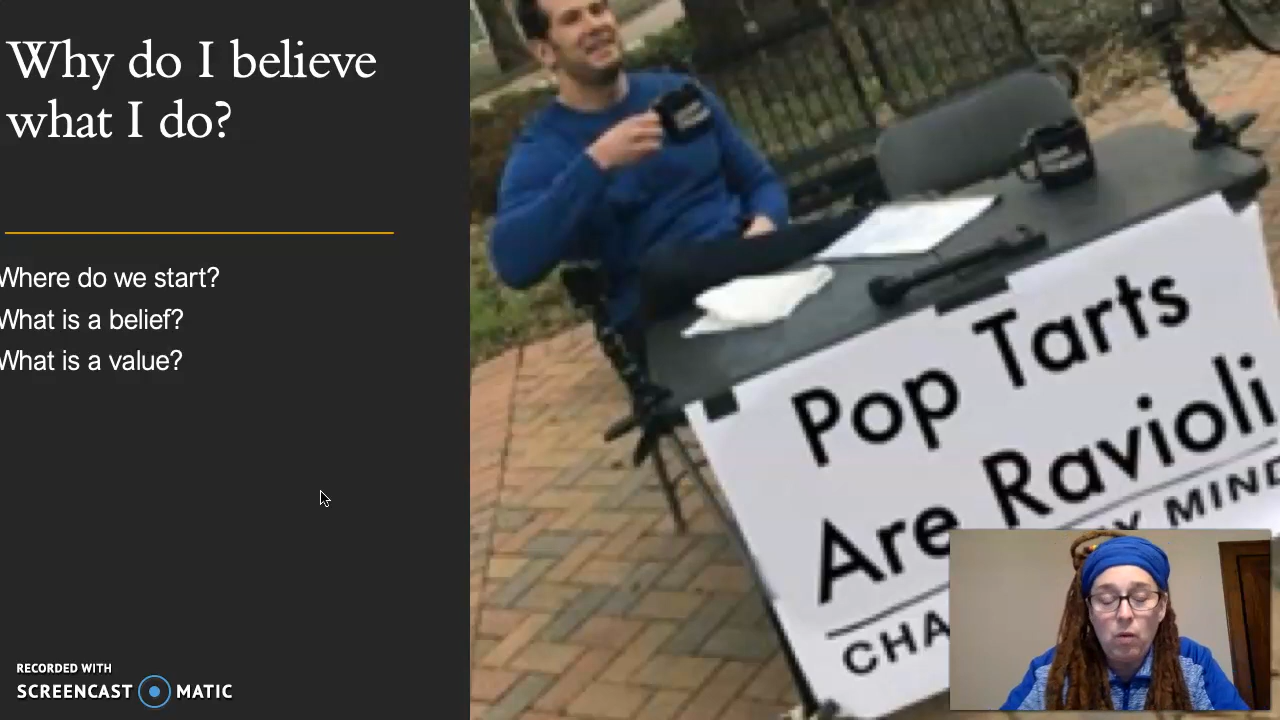 Why do I believe
what I do?
Where do we start?
What is a belief?
What is a value?
Pop Tarts
Are Ravioli
MIND
RECORDED WITH
SCREENCAST MATIC